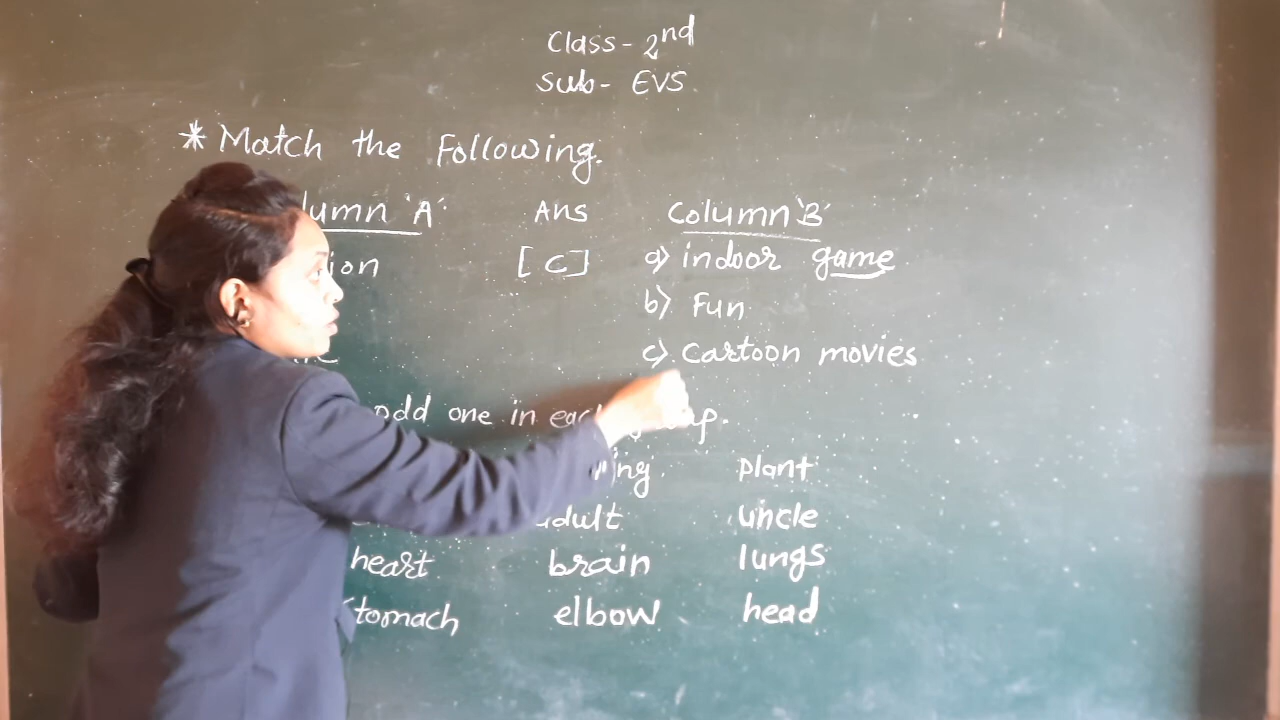 Class - 2nd
Sub - EVS
* Match the Following.
'A' Ans Column 'B'
[C] a) indoor game
b) Fun
c) Cartoon movies
odd one in each
plant
adult uncle
heart brain lungs
stomach elbow head